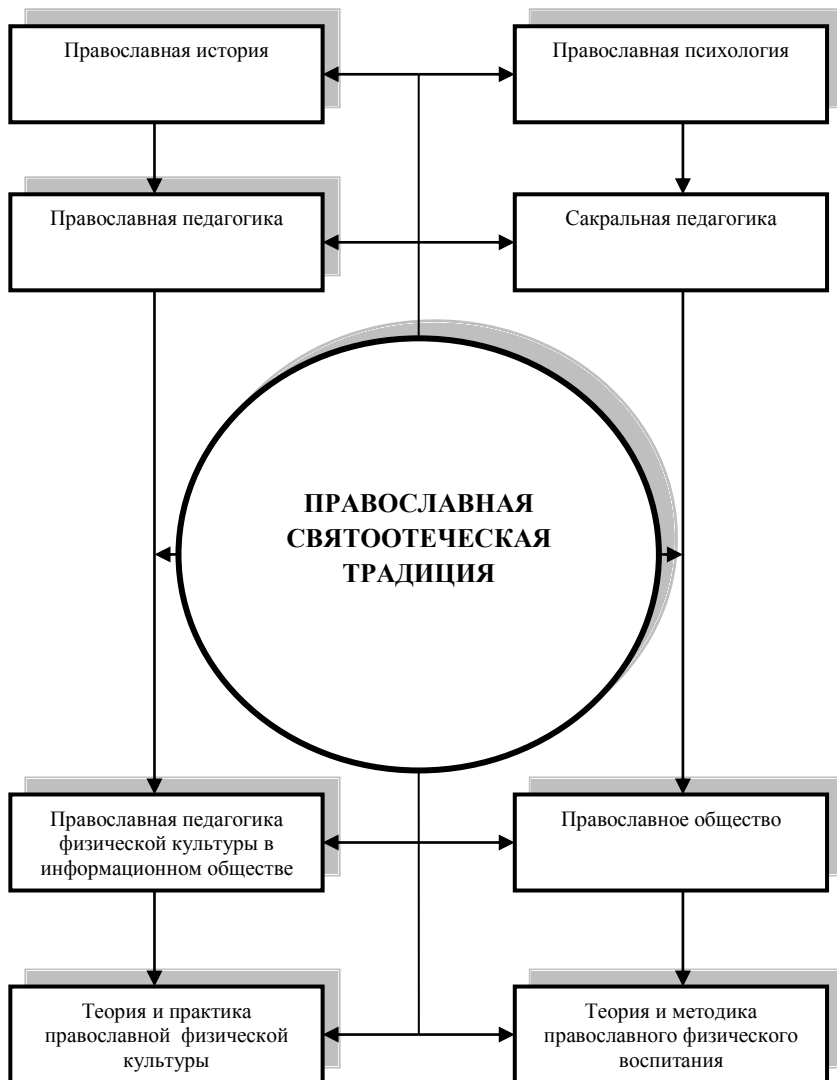 Православная история
Православная психология
Православная педагогика
Сакральная педагогика
ПРАВОСЛАВНАЯ
СВЯТООТЕЧЕСКАЯ
ТРАДИЦИЯ
Православная педагогика
физической культуры в
информационном обществе
Православное общество
Теория и практика
православной физической
культуры
Теория и методика
православного физического
воспитания